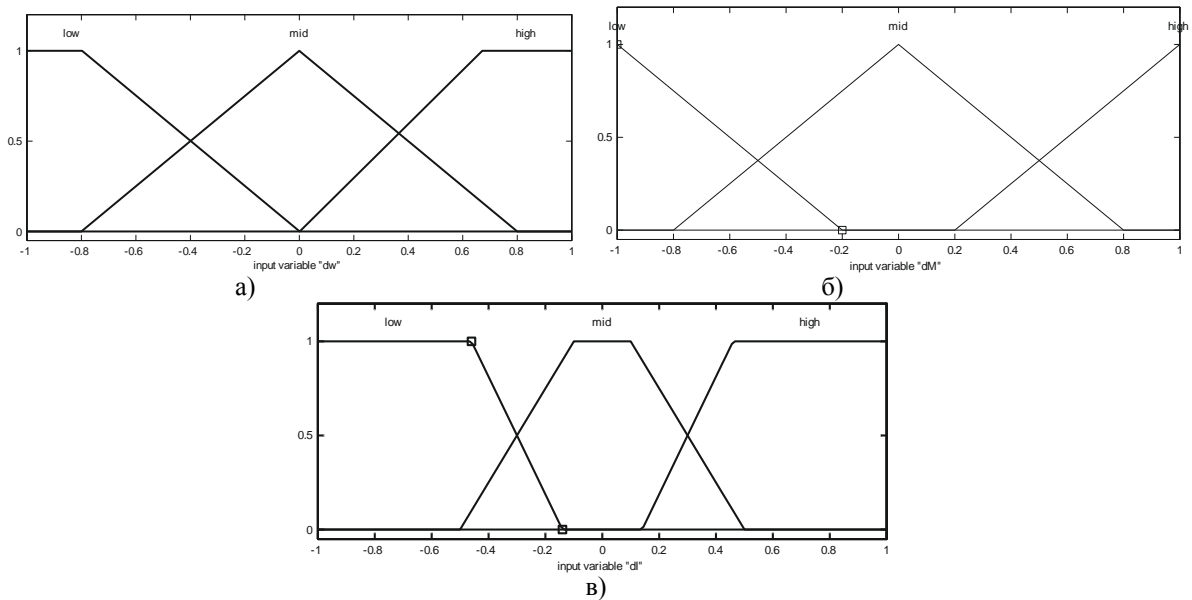 low mid high
1
0.5
0
-1 -0.8 -0.6 -0.4 -0.2 0 0.2 0.4 0.6 0.8 1
input variable "dw"
а)
low mid high
1
0.5
0
-1 -0.8 -0.6 -0.4 -0.2 0 0.2 0.4 0.6 0.8 1
input variable "dM"
б)
low mid high
1
0.5
0
-1 -0.8 -0.6 -0.4 -0.2 0 0.2 0.4 0.6 0.8 1
input variable "dI"
в)